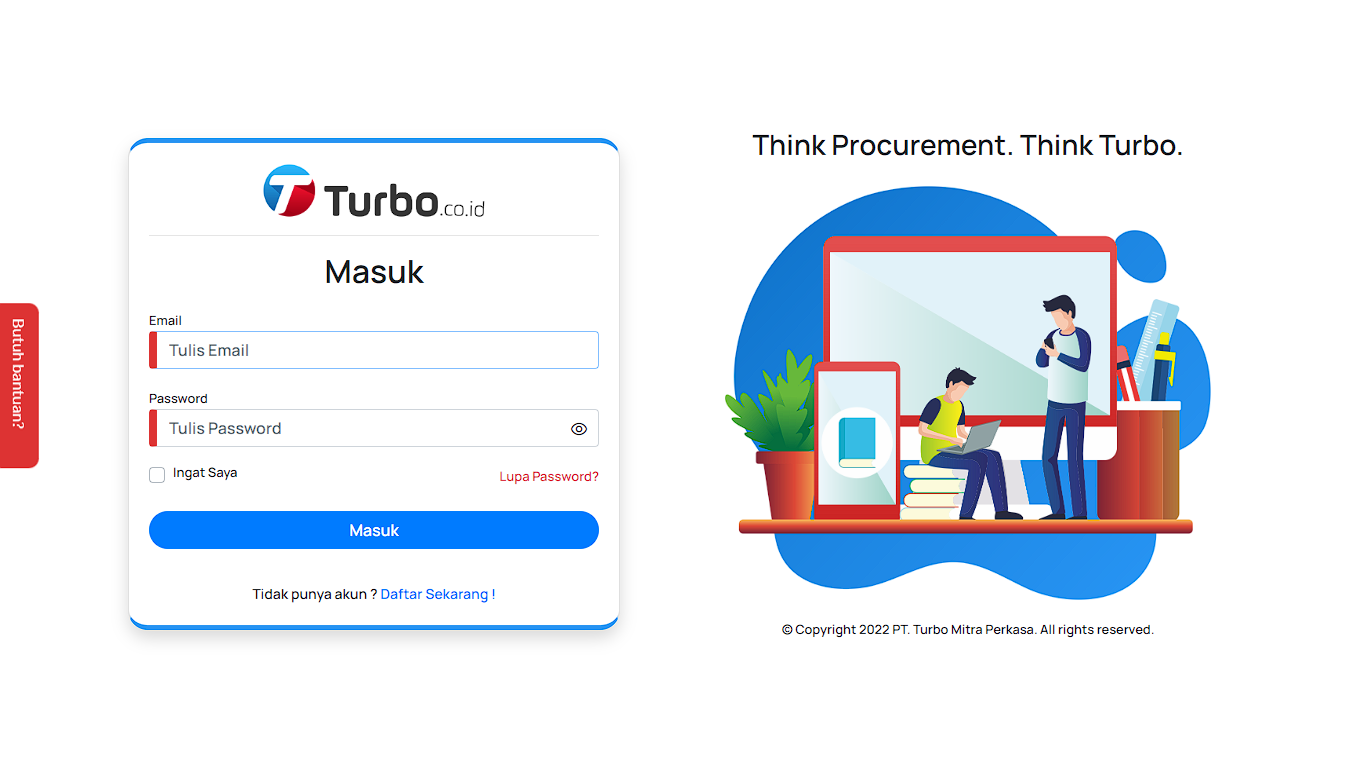 Butuh bantuan?
Turbo.co.id
Masuk
Email
Tulis Email
Password
Tulis Password
Ingat Saya
Lupa Password?
Masuk
Tidak punya akun ? Daftar Sekarang !
Think Procurement. Think Turbo.
© Copyright 2022 PT. Turbo Mitra Perkasa. All rights reserved.